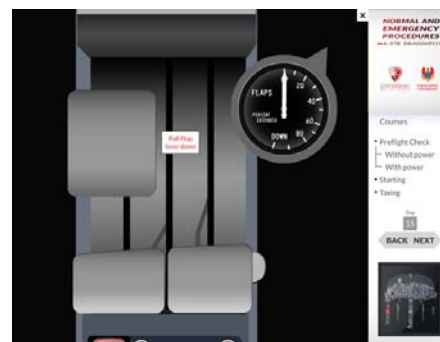 x
NORMAL AND
EMERGENCY
PROCEDURES
FLAPS
20
40
60
80
PERCENT
EXTENDED
DOWN
Pull Flap
lever down
Courses
• Preflight Check
Without power
With power
• Starting
• Taxing
Step
15
BACK NEXT